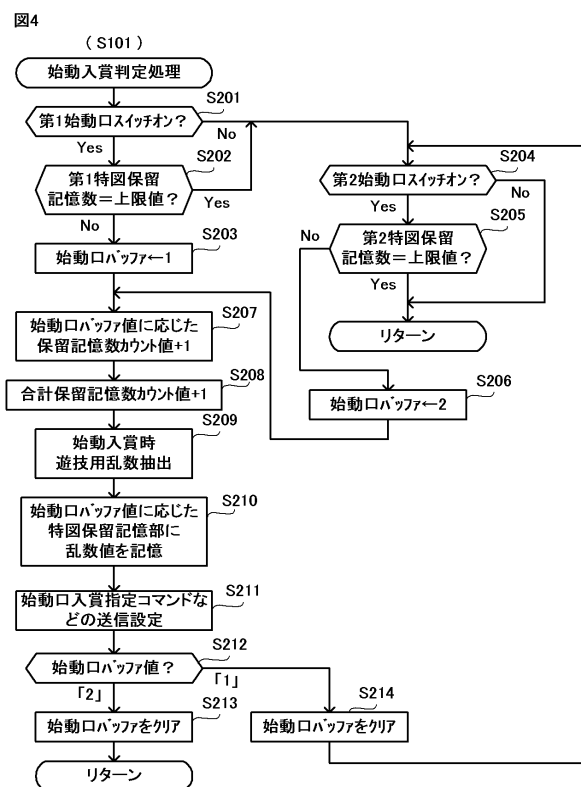 図4
(S101)
始動入賞判定処理
S201
第1始動口スイッチオン?
No
Yes
S202
第1特図保留
記憶数=上限値?
Yes
No
S203
始動口バッファ←1
S204
第2始動口スイッチオン?
No
Yes
S205
No
第2特図保留
記憶数=上限値?
Yes
リターン
S206
始動口バッファ←2
S207
始動口バッファ値に応じた
保留記憶数カウント値+1
S208
合計保留記憶数カウント値+1
S209
始動入賞時
遊技用乱数抽出
S210
始動口バッファ値に応じた
特図保留記憶部に
乱数値を記憶
S211
始動口入賞指定コマンドな
どの送信設定
S212
始動口バッファ値?
「1」
「2」
S213
始動口バッファをクリア
S214
始動口バッファをクリア
リターン